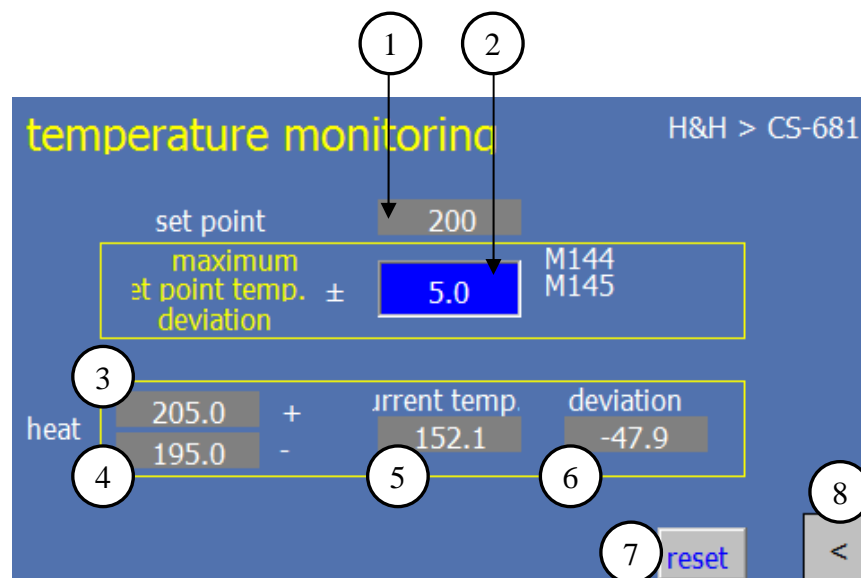 1 2
temperature monitoring H&H > CS-681
set point 200
maximum
et point temp. ± 5.0 M144
deviation M145
3
205.0 + urrent temp. deviation
heat 152.1 -47.9
195.0 -
4 5 6
8
7 reset <